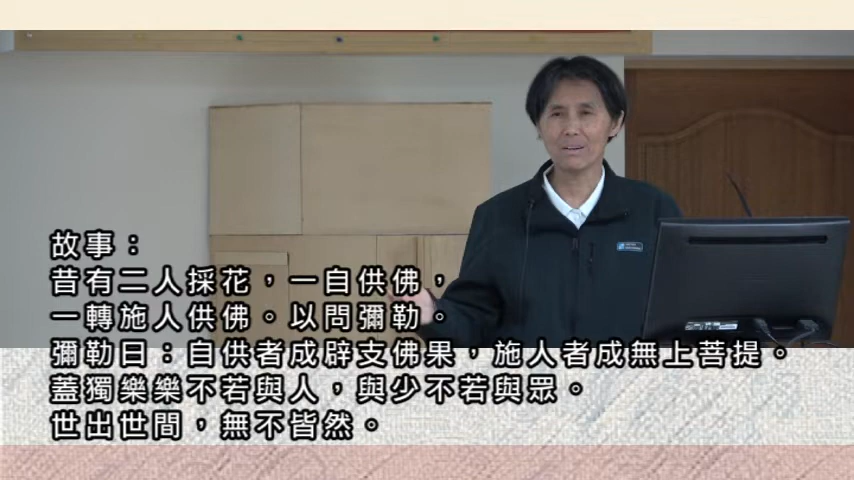 故事：
昔有二人採花，一自供佛，
一轉施人供佛。以問彌勒。
彌勒曰：自供者成辟支佛果，施人者成無上菩提。
蓋獨樂樂不若與人，與少不若與眾。
世出世間，無不皆然。